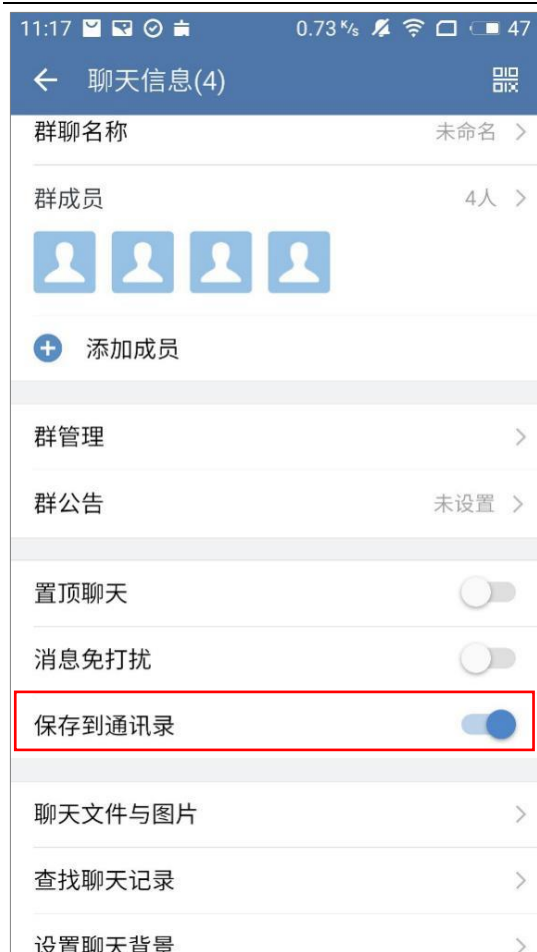 11:17 0.73 K/s 47
聊天信息(4)
群聊名称 未命名
群成员 4人
添加成员
群管理
群公告 未设置
置顶聊天
消息免打扰
保存到通讯录
聊天文件与图片
查找聊天记录
设置聊天背景